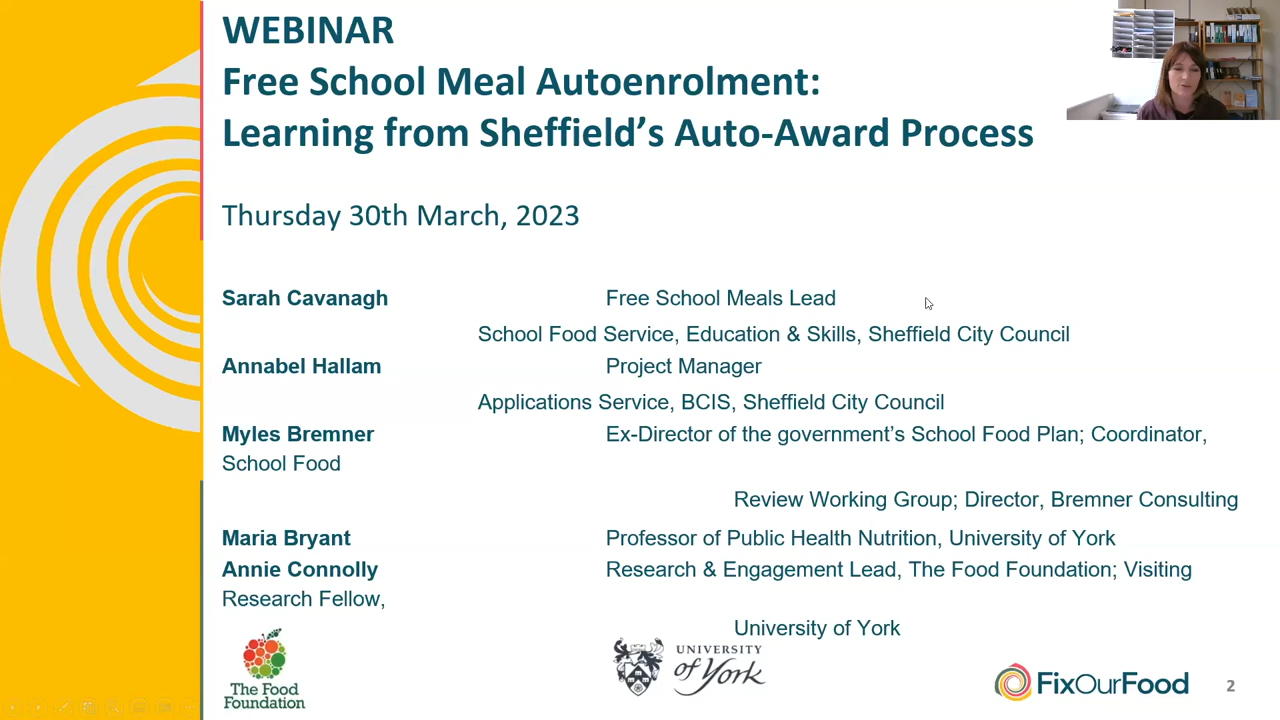 WEBINAR
Free School Meal Autoenrolment:
Learning from Sheffield's Auto-Award Process
Thursday 30th March, 2023
Sarah Cavanagh Free School Meals Lead
School Food Service, Education & Skills, Sheffield City Council
Annabel Hallam Project Manager
Applications Service, BCIS, Sheffield City Council
Myles Bremner Ex-Director of the government's School Food Plan; Coordinator,
School Food
Review Working Group; Director, Bremner Consulting
Maria Bryant Professor of Public Health Nutrition, University of York
Annie Connolly Research & Engagement Lead, The Food Foundation; Visiting
Research Fellow,
University of York
The Food
Foundation
UNIVERSITY
of York
FixOurFood
2